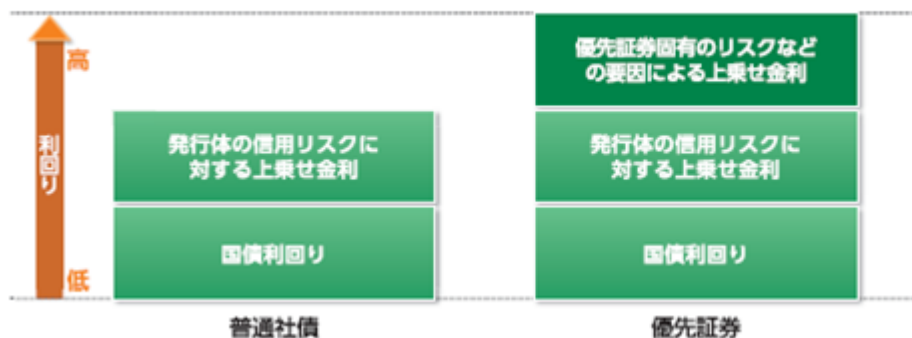 高
利回り
低
発行体の信用リスクに
対する上乗せ金利
国債利回り
普通社債
優先証券固有のリスクなど
の要因による上乗せ金利
発行体の信用リスクに
対する上乗せ金利
国債利回り
優先証券